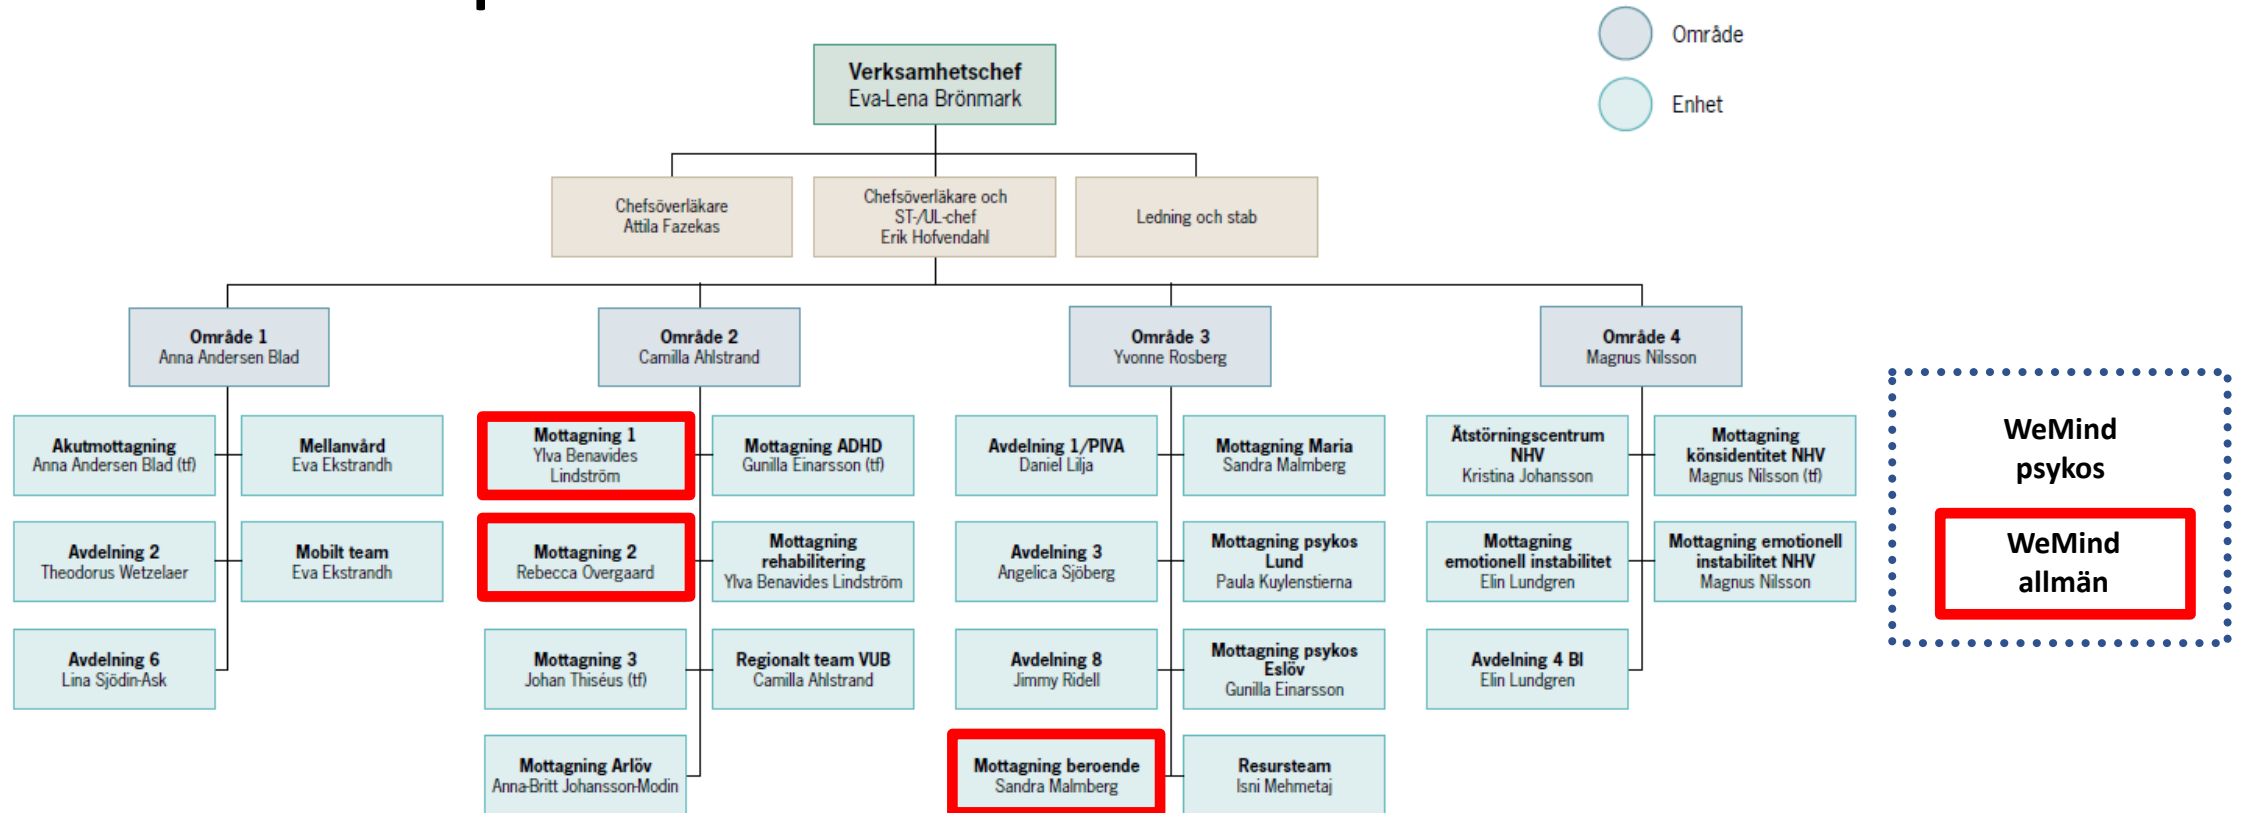 Område
Enhet
Verksamhetschef
Eva-Lena Brönmark
Chefsöverläkare
Attila Fazekas
Chefsöverläkare och
ST-/UL-chef
Erik Hofvendahl
Ledning och stab
Område 1
Anna Andersen Blad
Område 2
Camilla Ahlstrand
Område 3
Yvonne Rosberg
Område 4
Magnus Nilsson
Akutmottagning
Anna Andersen Blad (tf)
Mellanvård
Eva Ekstrandh
Avdelning 2
Theodorus Wetzelaer
Mobilt team
Eva Ekstrandh
Avdelning 6
Lina Sjödin-Ask
Mottagning 1
Ylva Benavides
Lindström
Mottagning ADHD
Gunilla Einarsson (tf)
Mottagning 2
Rebecca Overgaard
Mottagning
rehabilitering
Ylva Benavides Lindström
Mottagning 3
Johan Thiséus (tf)
Regionalt team VUB
Camilla Ahlstrand
Mottagning Arlöv
Anna-Britt Johansson-Modin
Avdelning 1/PIVA
Daniel Lilja
Mottagning Maria
Sandra Malmberg
Avdelning 3
Angelica Sjöberg
Mottagning psykos
Lund
Paula Kuylenstierna
Avdelning 8
Jimmy Ridell
Mottagning psykos
Eslöv
Gunilla Einarsson
Mottagning beroende
Sandra Malmberg
Resursteam
Isni Mehmetaj
Ätstörningscentrum
NHV
Kristina Johansson
Mottagning
könsidentitet NHV
Magnus Nilsson (tf)
Mottagning
emotionell instabilitet
Elin Lundgren
Mottagning emotionell
instabilitet NHV
Magnus Nilsson
Avdelning 4 BI
Elin Lundgren
WeMind
psykos
WeMind
allmän